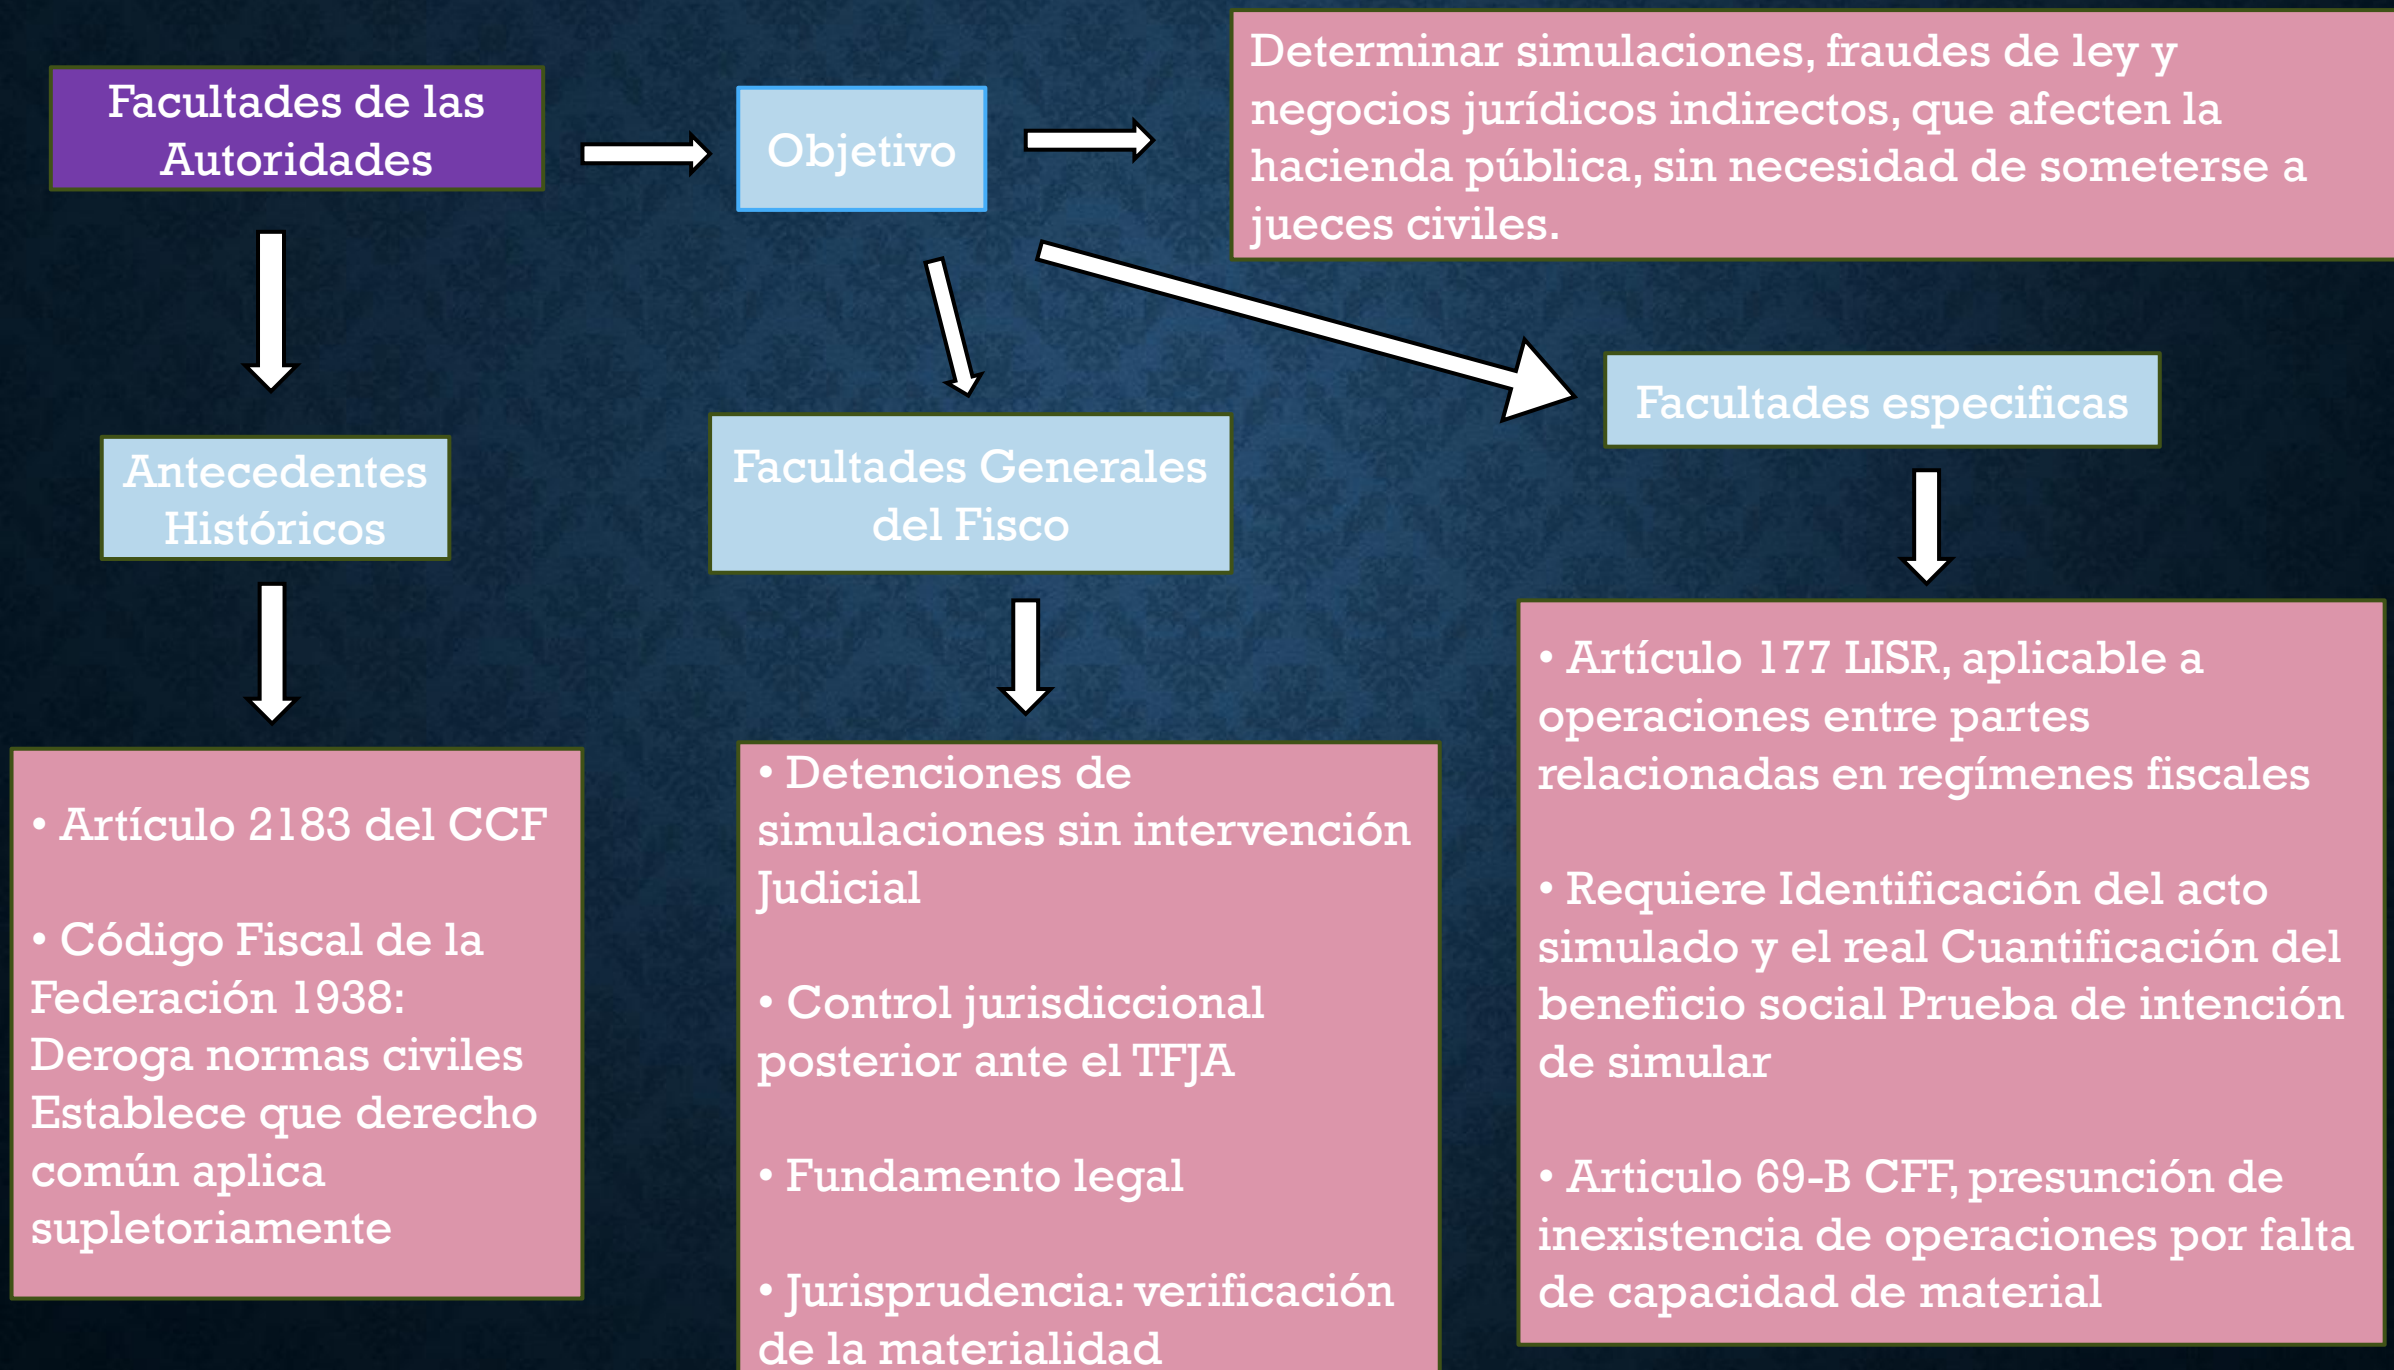 Facultades de las
Autoridades
Objetivo
Determinar simulaciones, fraudes de ley y
negocios jurídicos indirectos, que afecten la
hacienda pública, sin necesidad de someterse a
jueces civiles.
Antecedentes
Históricos
Facultades Generales
del Fisco
Facultades especificas
• Artículo 2183 del CCF
• Código Fiscal de la
Federación 1938:
Deroga normas civiles
Establece que derecho
común aplica
supletoriamente
• Detenciones de
simulaciones sin intervención
Judicial
• Control jurisdiccional
posterior ante el TFJA
• Fundamento legal
• Jurisprudencia: verificación
de la materialidad
• Artículo 177 LISR, aplicable a
operaciones entre partes
relacionadas en regímenes fiscales
• Requiere Identificación del acto
simulado y el real Cuantificación del
beneficio social Prueba de intención
de simular
• Articulo 69-B CFF, presunción de
inexistencia de operaciones por falta
de capacidad de material